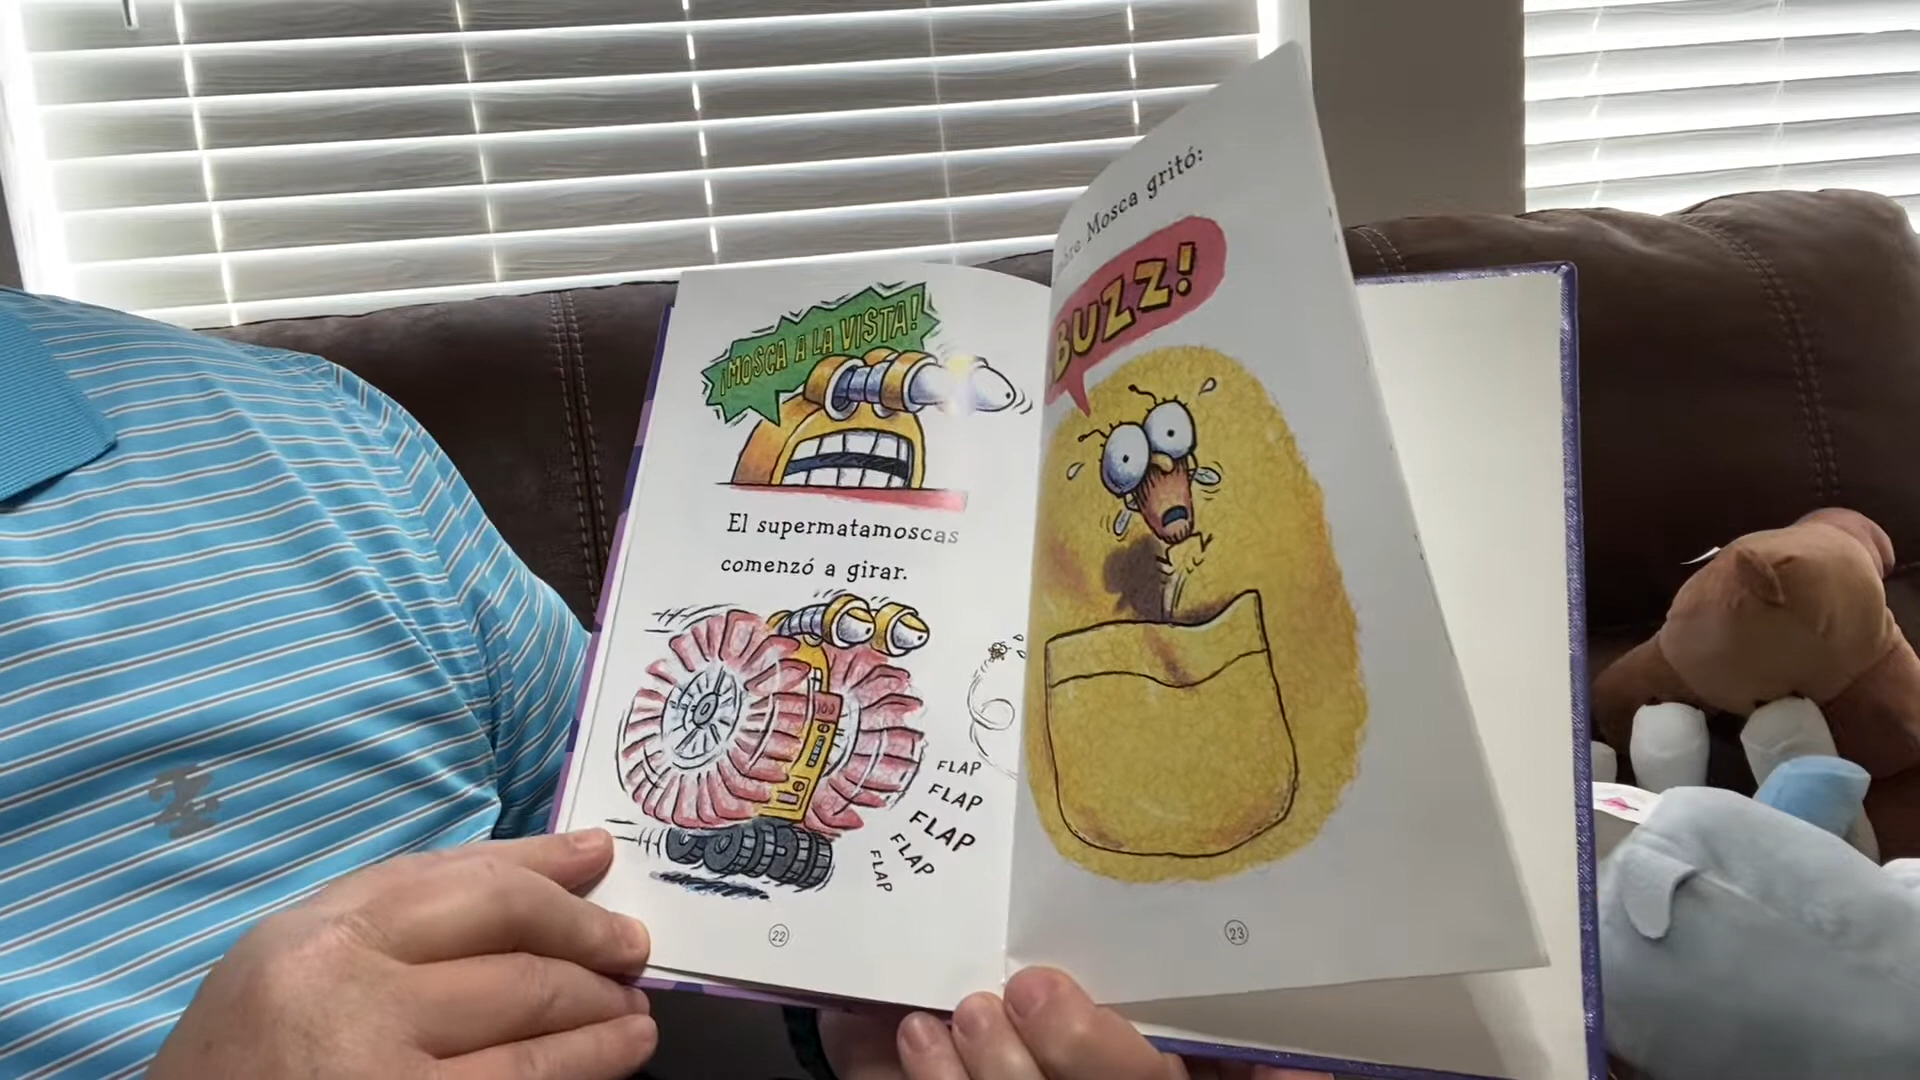 ¡MOSCA A LA VISTA!
El supermatamoscas
comenzó a girar.
FLAP
FLAP
FLAP
FLAP
FLAP
22
Mosca gritó:
BUZZ!
23